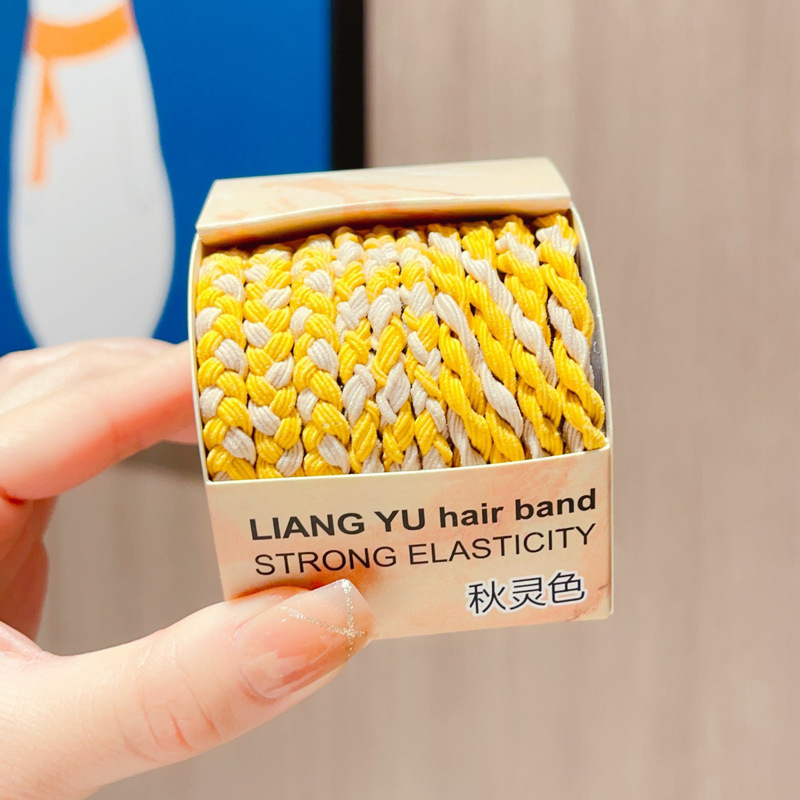 LIANG YU hair band
STRONG ELASTICITY
秋灵色